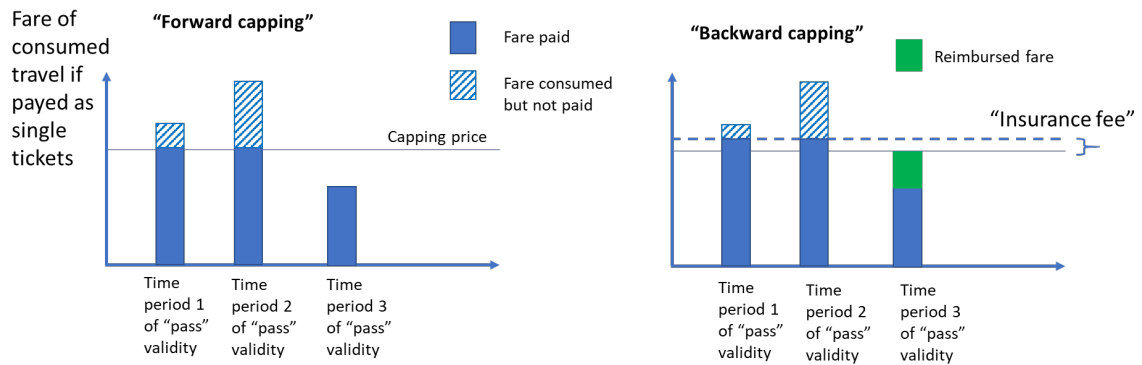 Fare of
consumed
travel if
payed as
single
tickets
“Forward capping”
Fare paid
Fare consumed
but not paid
Capping price
Time
period 1
of “pass”
validity
Time
period 2
of “pass”
validity
Time
period 3
of “pass”
validity
“Backward capping”
Reimbursed fare
“Insurance fee”
Time
period 1
of “pass”
validity
Time
period 2
of “pass”
validity
Time
period 3
of “pass”
validity